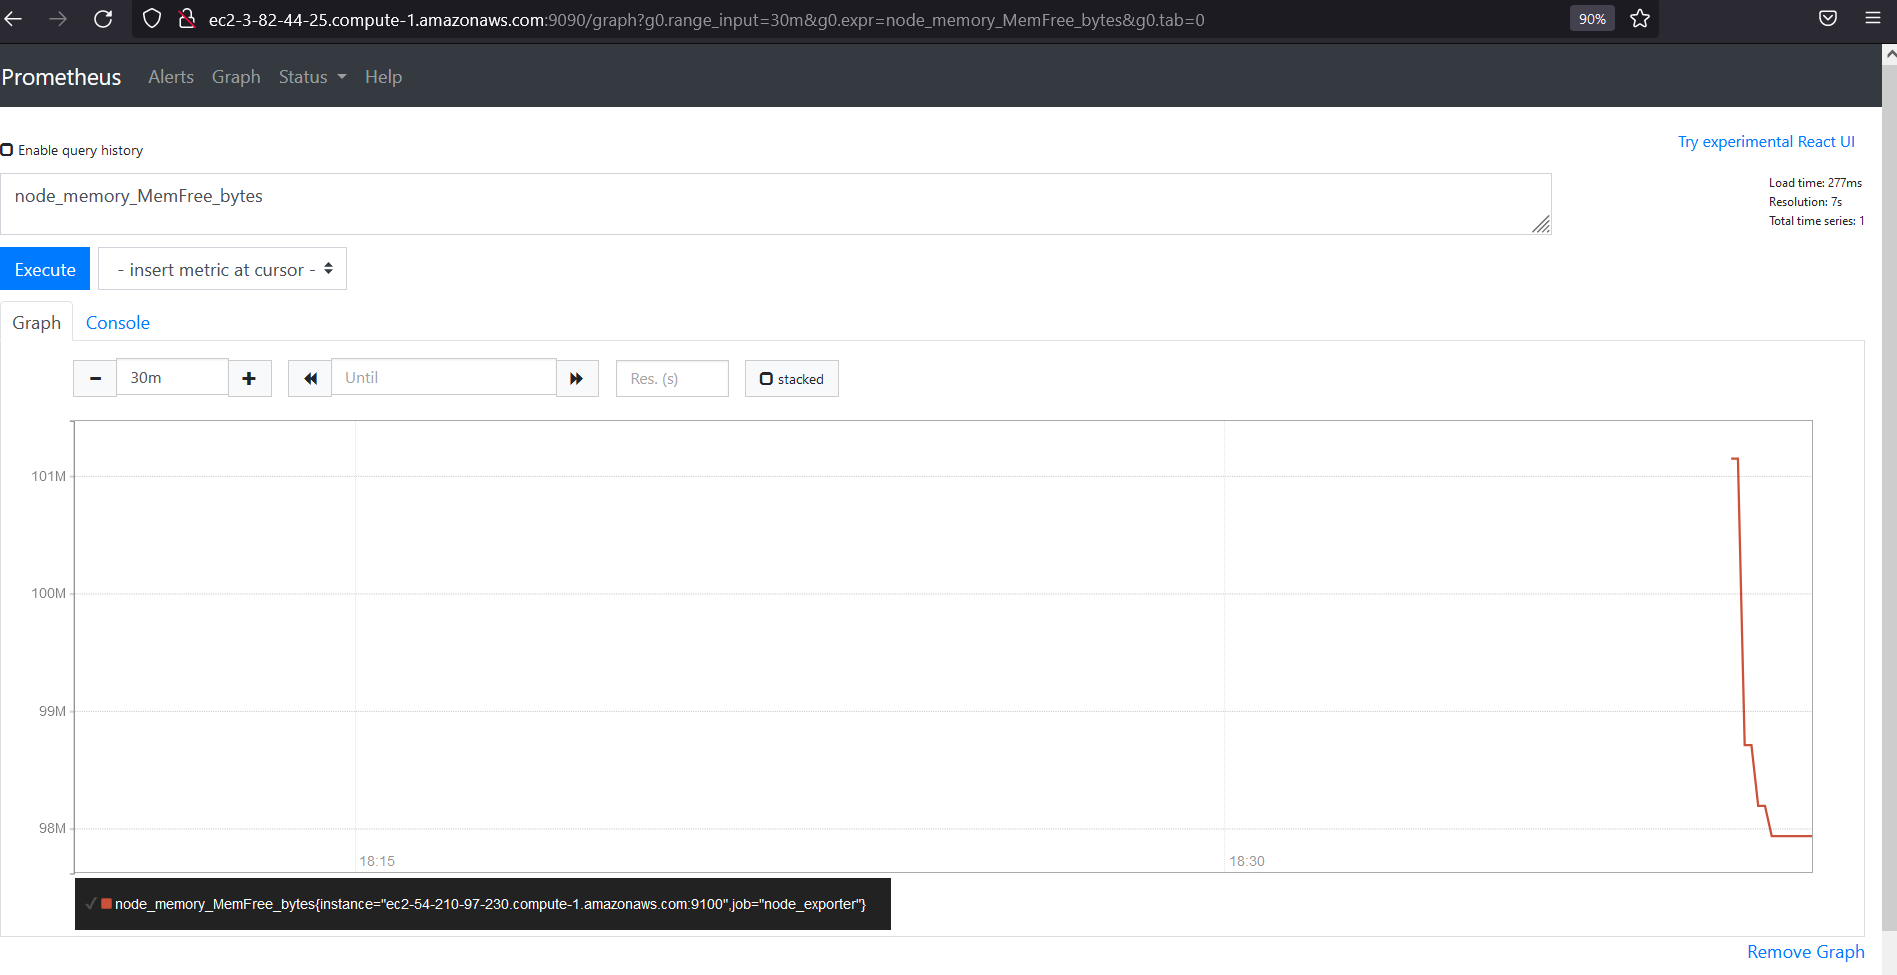 ec2-3-82-44-25.compute-1.amazonaws.com:9090/graph?g0.range_input=30m&g0.expr=node_memory_MemFree_bytes&g0.tab=0
90%
Prometheus Alerts Graph Status Help
Enable query history
Try experimental React UI
node_memory_MemFree_bytes
Load time: 277ms
Resolution: 7s
Total time series: 1
Execute - insert metric at cursor -
Graph Console
30m Until Res. (s) stacked
101M
100M
99M
98M
18:15 18:30
node_memory_MemFree_bytes{instance="ec2-54-210-97-230.compute-1.amazonaws.com:9100",job="node_exporter"}
Remove Graph